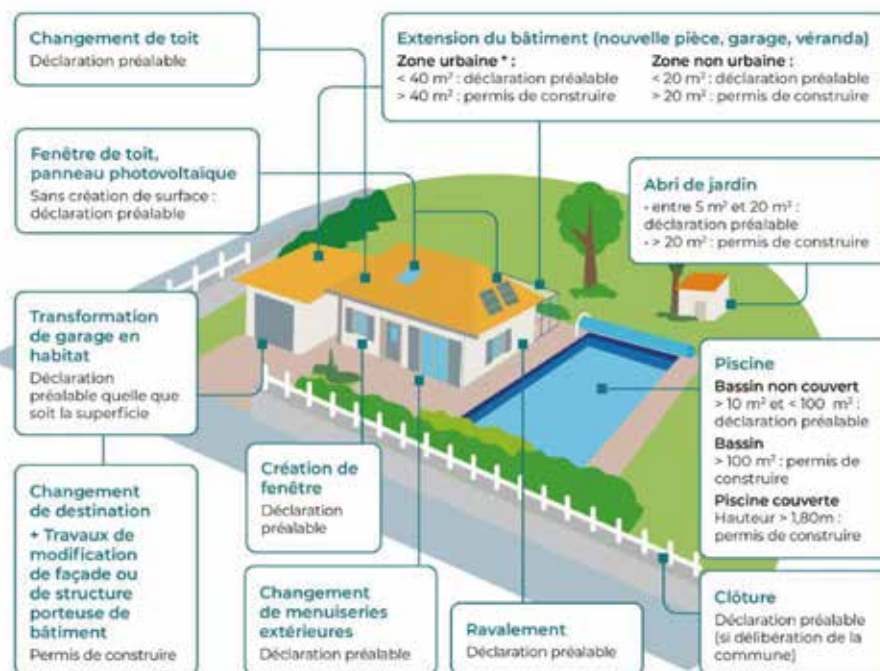 Changement de toit
Déclaration préalable
Extension du bâtiment (nouvelle pièce, garage, véranda)
Zone urbaine * :
< 40 m² : déclaration préalable
> 40 m² : permis de construire
Zone non urbaine :
< 20 m² : déclaration préalable
> 20 m² : permis de construire
Fenêtre de toit,
panneau photovoltaïque
Sans création de surface :
déclaration préalable
Abri de jardin
- entre 5 m² et 20 m² :
déclaration préalable
- > 20 m² : permis de construire
Transformation
de garage en
habitat
Déclaration
préalable quelle que
soit la superficie
Piscine
Bassin non couvert
> 10 m² et < 100 m² :
déclaration préalable
Bassin
> 100 m² : permis de
construire
Piscine couverte
Hauteur > 1,80m :
permis de construire
Changement
de destination
+ Travaux de
modification
de façade ou
de structure
porteuse de
bâtiment
Permis de construire
Création de
fenêtre
Déclaration
préalable
Changement
de menuiseries
extérieures
Déclaration préalable
Ravalement
Déclaration préalable
Clôture
Déclaration préalable
(si délibération de la
commune)